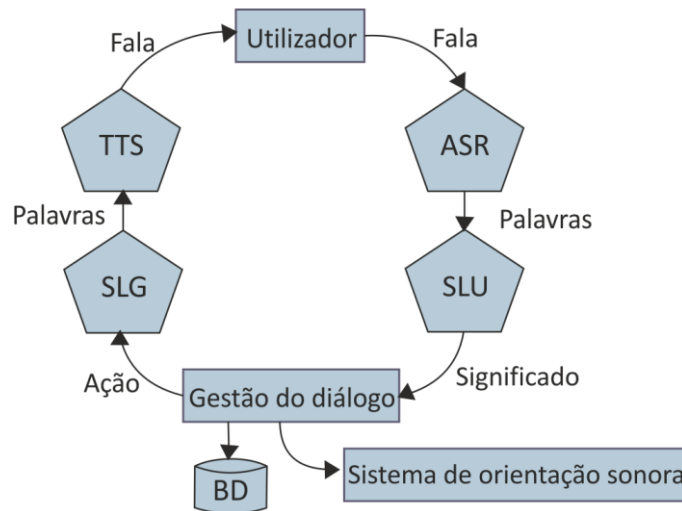 Fala
Utilizador
Fala
TTS
ASR
Palavras
Palavras
SLG
SLU
Ação
Significado
Gestão do diálogo
BD
Sistema de orientação sonora